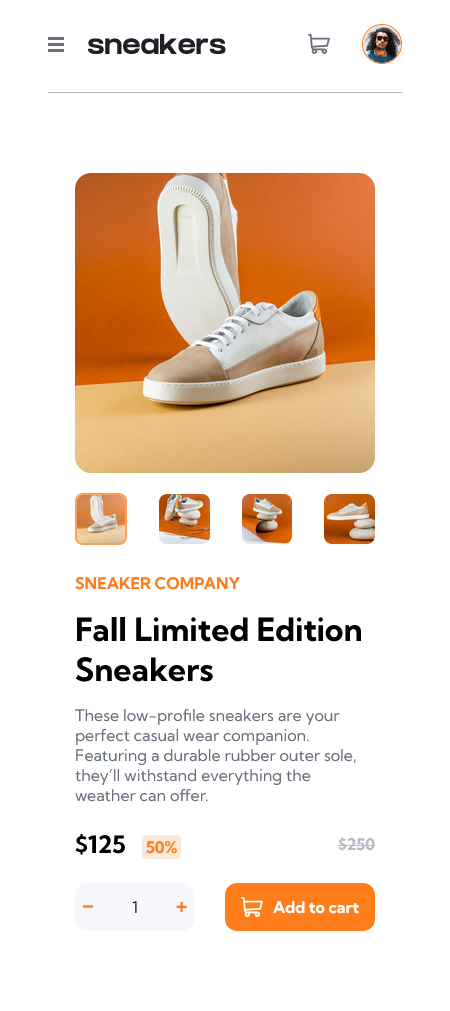 sneakers
SNEAKER COMPANY
Fall Limited Edition
Sneakers
These low-profile sneakers are your
perfect casual wear companion.
Featuring a durable rubber outer sole,
they’ll withstand everything the
weather can offer.
$125 50% $250
− 1 + Add to cart